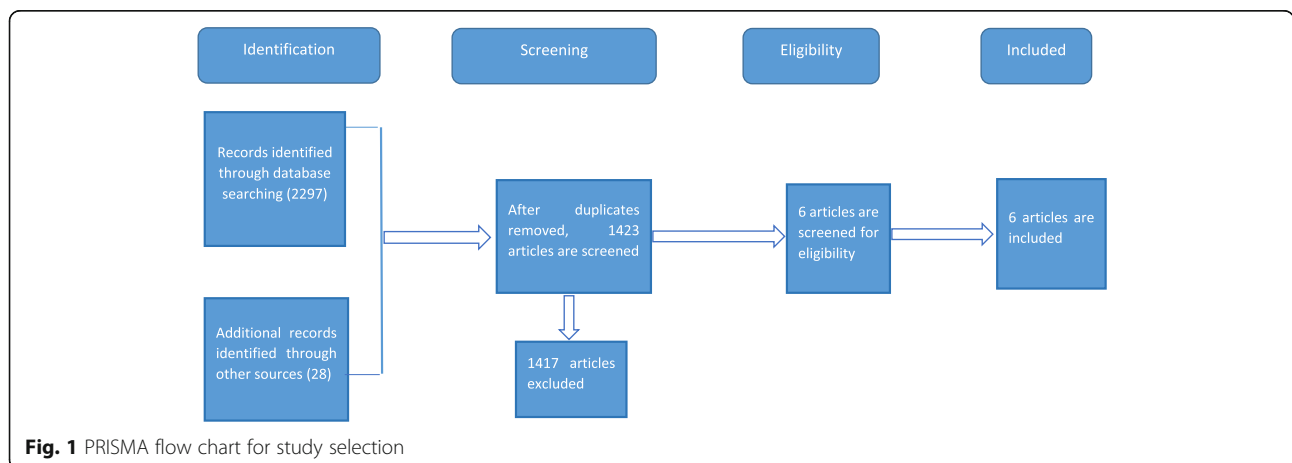 Identification
Screening
Eligibility
Included
Records identified
through database
searching (2297)
Additional records
identified through
other sources (28)
After duplicates
removed, 1423
articles are screened
1417 articles
excluded
6 articles are
screened for
eligibility
6 articles are
included
Fig. 1 PRISMA flow chart for study selection